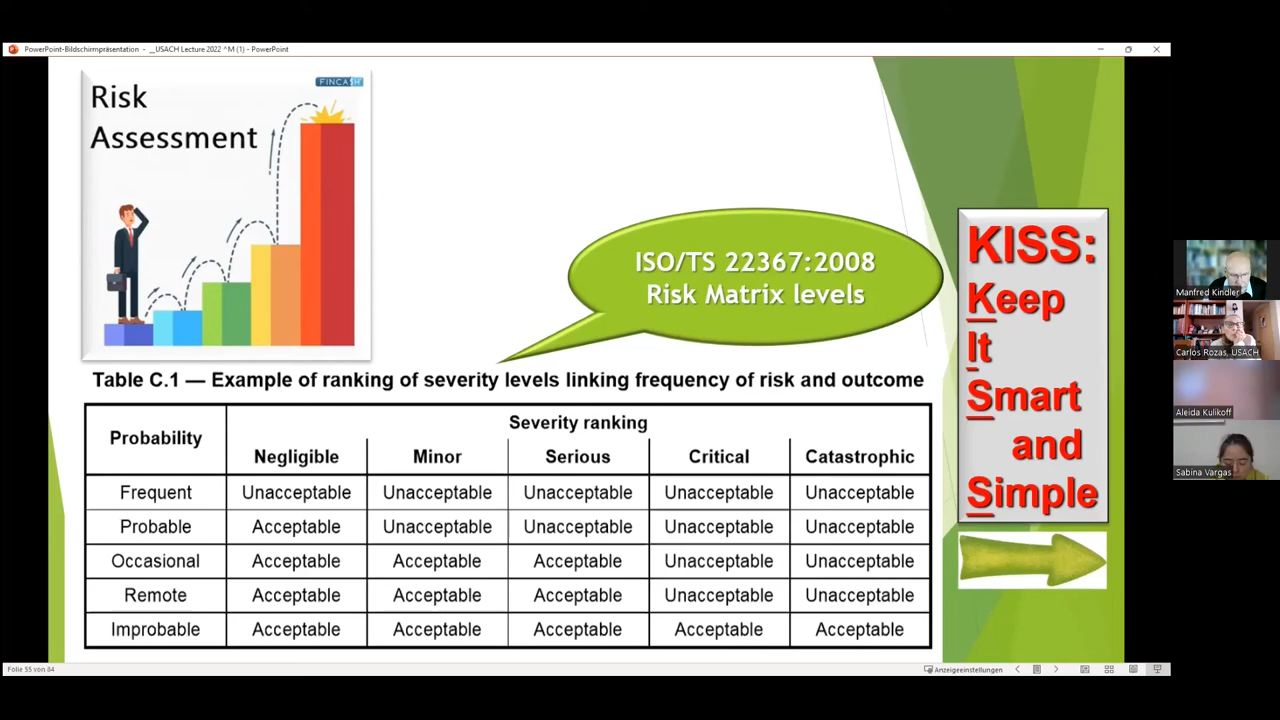 PowerPoint-Bildschirmpräsentation - __USACH Lecture 2022 ^M (1) - PowerPoint
FINCASH
Risk
Assessment
ISO/TS 22367:2008
Risk Matrix levels
KISS:
Keep
It
Smart
and
Simple
Table C.1 — Example of ranking of severity levels linking frequency of risk and outcome
Probability
Severity ranking
Negligible Minor Serious Critical Catastrophic
Frequent Unacceptable Unacceptable Unacceptable Unacceptable Unacceptable
Probable Acceptable Unacceptable Unacceptable Unacceptable Unacceptable
Occasional Acceptable Acceptable Acceptable Unacceptable Unacceptable
Remote Acceptable Acceptable Acceptable Unacceptable Unacceptable
Improbable Acceptable Acceptable Acceptable Acceptable Acceptable
Manfred Kindler
Carlos Rozas, USACH
Aleida Kulikoff
Sabina Vargas
Folie 55 von 84
Anzeigeeinstellungen